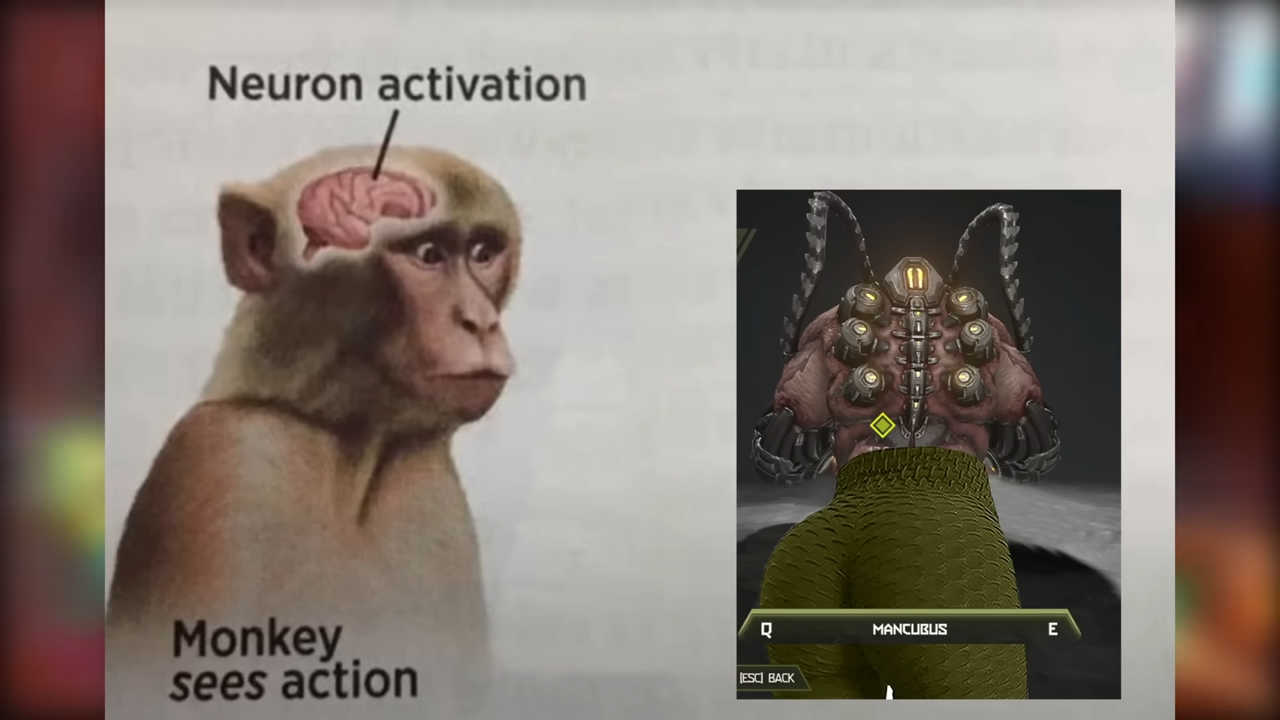 Neuron activation
Monkey
sees action
Q MANCUBUS E
[ESC] BACK